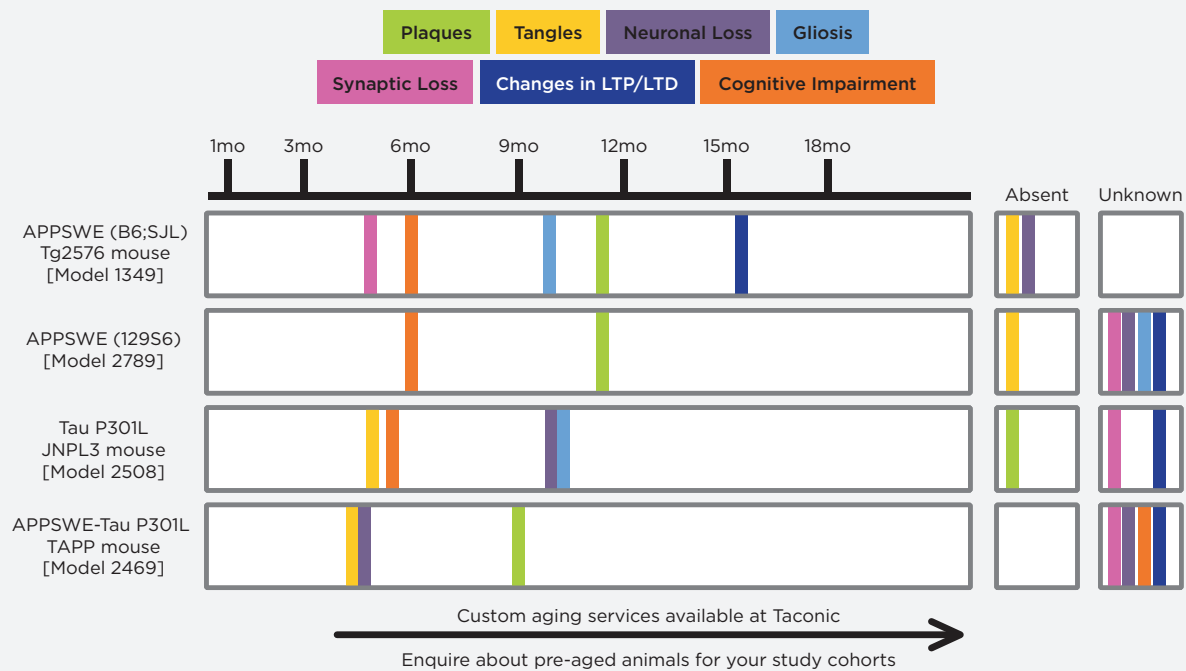 Plaques Tangles Neuronal Loss Gliosis
Synaptic Loss Changes in LTP/LTD Cognitive Impairment
1mo 3mo 6mo 9mo 12mo 15mo 18mo
Absent Unknown
APPSWE (B6;SJL)
Tg2576 mouse
[Model 1349]
APPSWE (129S6)
[Model 2789]
Tau P301L
JNPL3 mouse
[Model 2508]
APPSWE-Tau P301L
TAPP mouse
[Model 2469]
Custom aging services available at Taconic
Enquire about pre-aged animals for your study cohorts